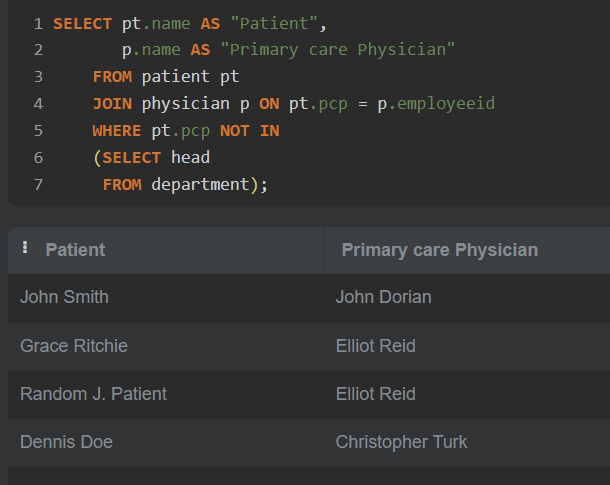 1 SELECT pt.name AS "Patient",
2 p.name AS "Primary care Physician"
3 FROM patient pt
4 JOIN physician p ON pt.pcp = p.employeeid
5 WHERE pt.pcp NOT IN
6 (SELECT head
7 FROM department);
Patient Primary care Physician
John Smith John Dorian
Grace Ritchie Elliot Reid
Random J. Patient Elliot Reid
Dennis Doe Christopher Turk